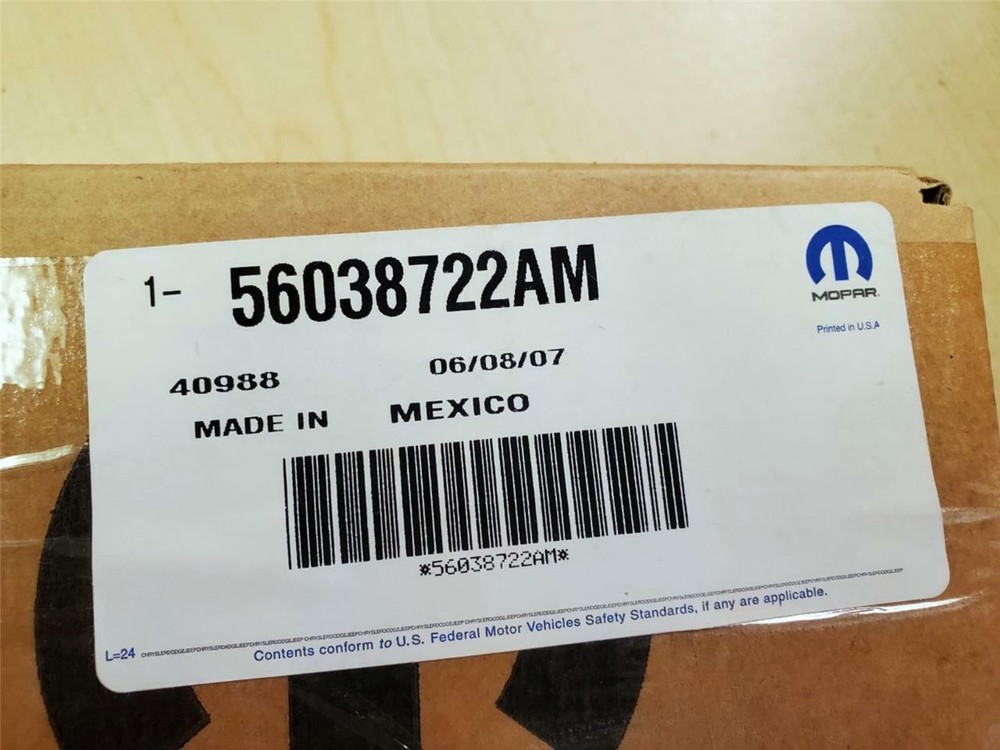 1- 56038722AM
MOPAR.
Printed in U.S.A
40988 06/08/07
MADE IN MEXICO
*56038722AM*
L=24
Contents conform to U.S. Federal Motor Vehicles Safety Standards, if any are applicable.